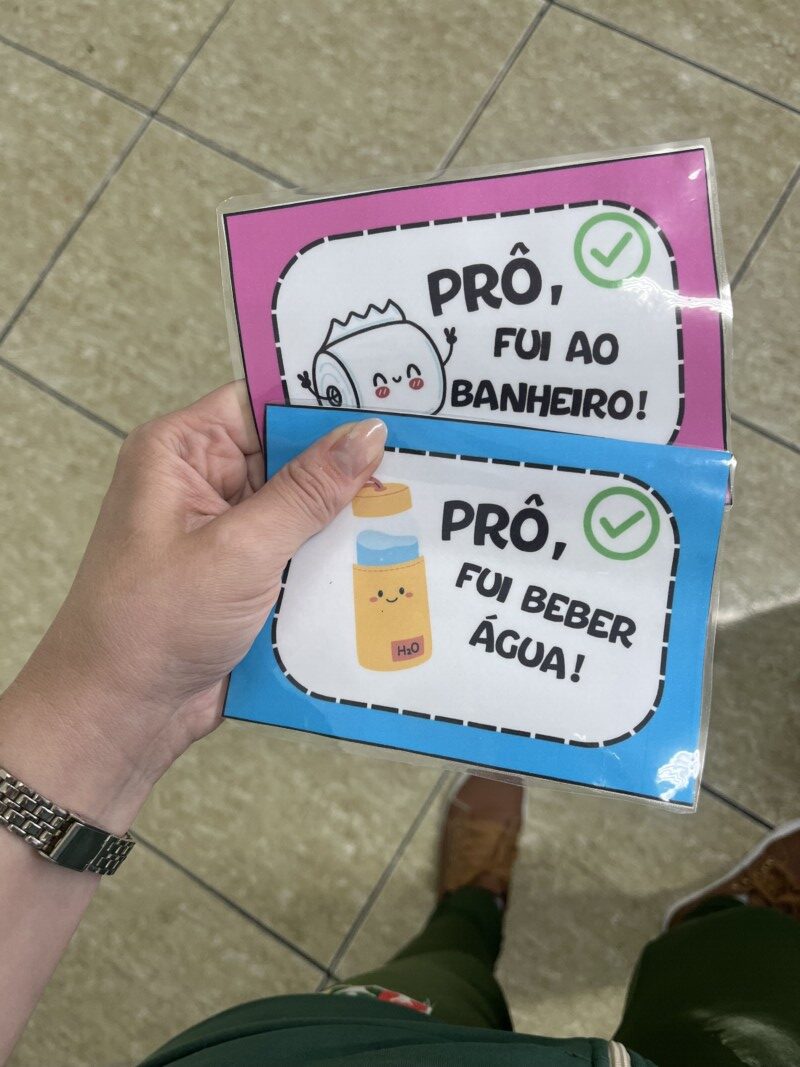 PRÔ,
FUI AO
BANHEIRO!
PRÔ,
FUI BEBER
ÁGUA!
H₂O